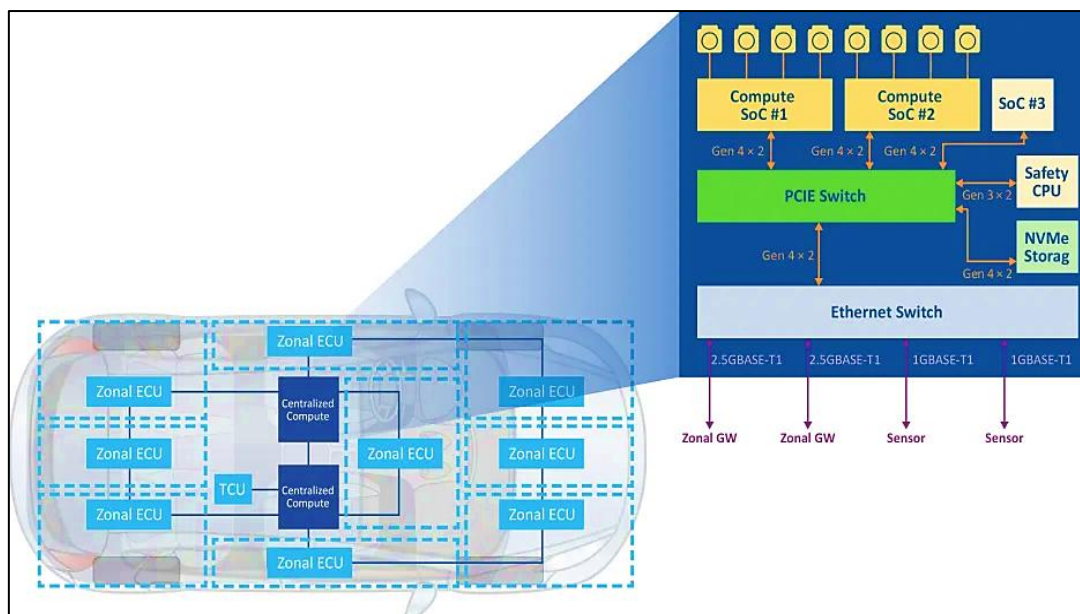 Compute
SoC #1
Compute
SoC #2
SoC #3
Gen 4 × 2
Gen 4 × 2
Gen 4 × 2
PCIE Switch
Safety
CPU
Gen 3 × 2
NVMe
Storag
Gen 4 × 2
Gen 4 × 2
Ethernet Switch
2.5GBASE-T1
2.5GBASE-T1
1GBASE-T1
1GBASE-T1
Zonal GW
Zonal GW
Sensor
Sensor
Zonal ECU
Zonal ECU
Centralized
Compute
Zonal ECU
Zonal ECU
Zonal ECU
Zonal ECU
TCU
Centralized
Compute
Zonal ECU
Zonal ECU
Zonal ECU